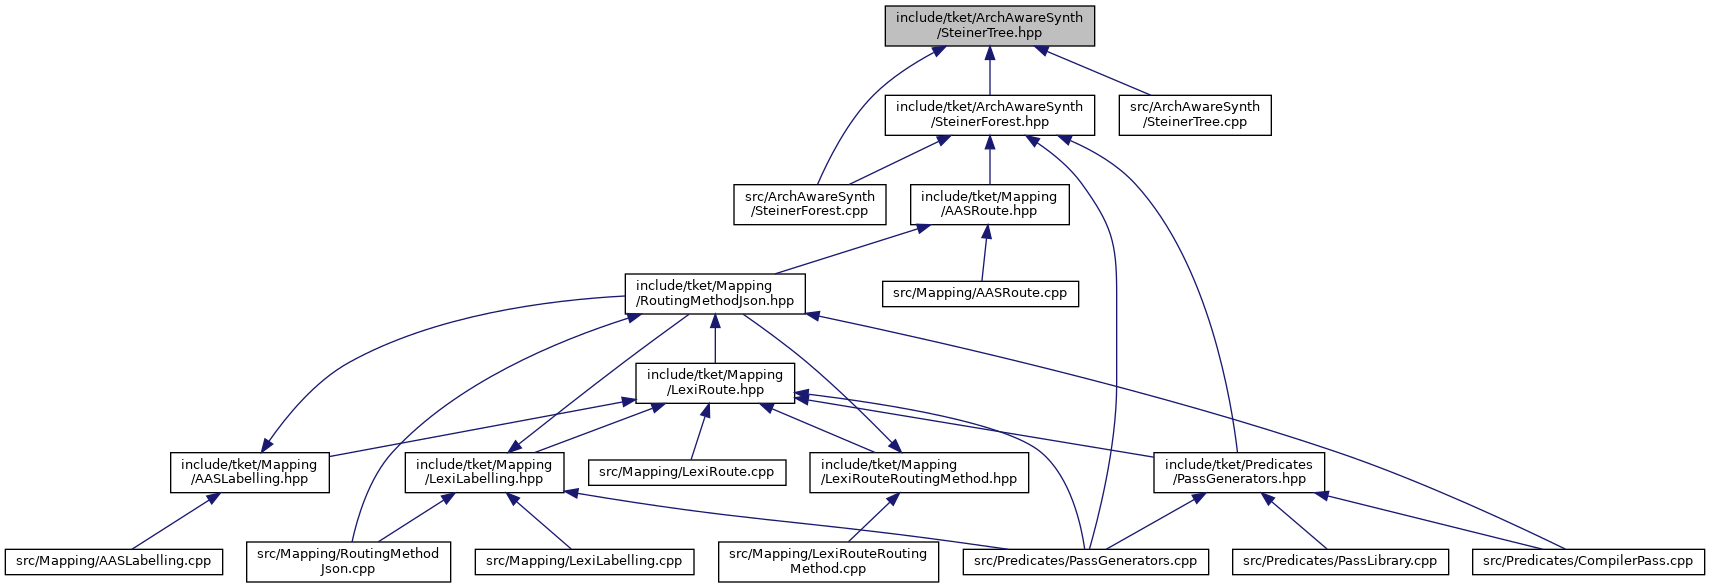 include/tket/ArchAwareSynth
/SteinerTree.hpp
include/tket/ArchAwareSynth
/SteinerForest.hpp
src/ArchAwareSynth
/SteinerTree.cpp
src/ArchAwareSynth
/SteinerForest.cpp
include/tket/Mapping
/AASRoute.hpp
include/tket/Mapping
/RoutingMethodJson.hpp
src/Mapping/AASRoute.cpp
include/tket/Mapping
/LexiRoute.hpp
include/tket/Mapping
/AASLabelling.hpp
include/tket/Mapping
/LexiLabelling.hpp
src/Mapping/LexiRoute.cpp
include/tket/Mapping
/LexiRouteRoutingMethod.hpp
include/tket/Predicates
/PassGenerators.hpp
src/Mapping/AASLabelling.cpp
src/Mapping/RoutingMethod
Json.cpp
src/Mapping/LexiLabelling.cpp
src/Mapping/LexiRouteRouting
Method.cpp
src/Predicates/PassGenerators.cpp
src/Predicates/PassLibrary.cpp
src/Predicates/CompilerPass.cpp